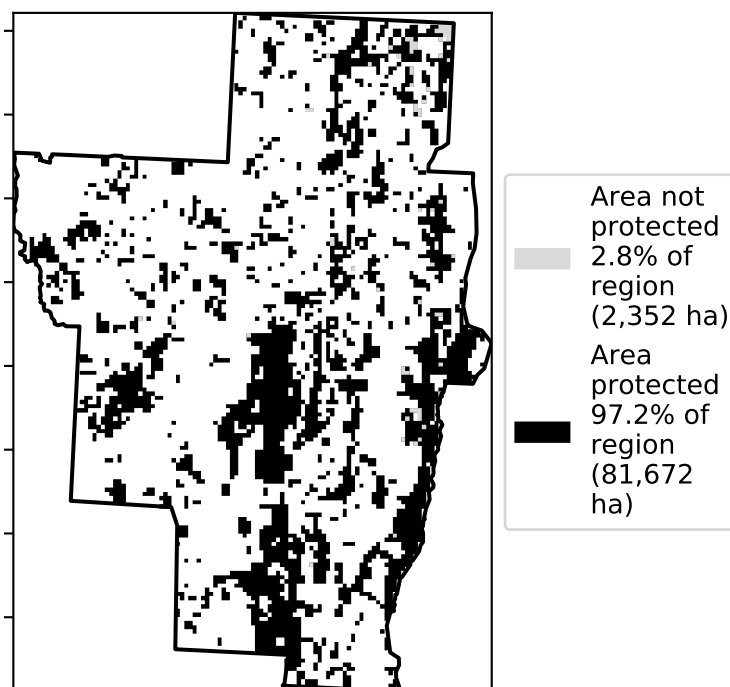 Area not
protected
2.8% of
region
(2,352 ha)
Area
protected
97.2% of
region
(81,672
ha)